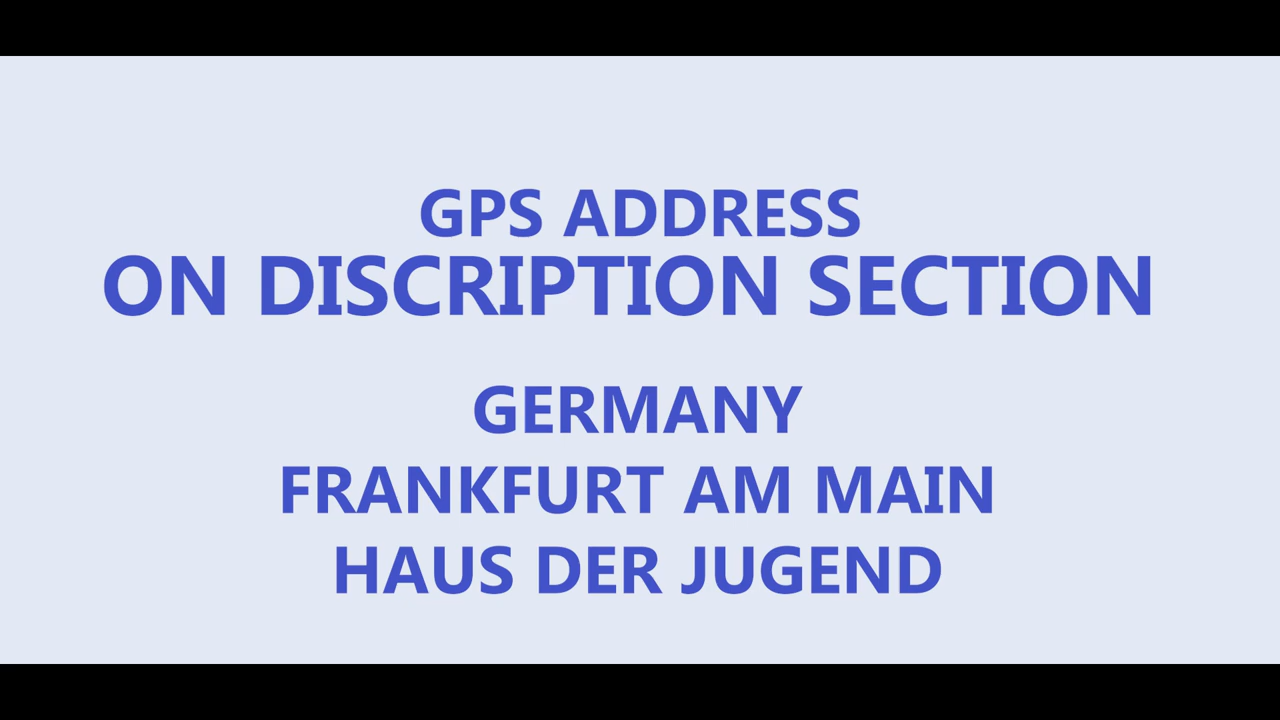 GPS ADDRESS
ON DISCRIPTION SECTION
GERMANY
FRANKFURT AM MAIN
HAUS DER JUGEND